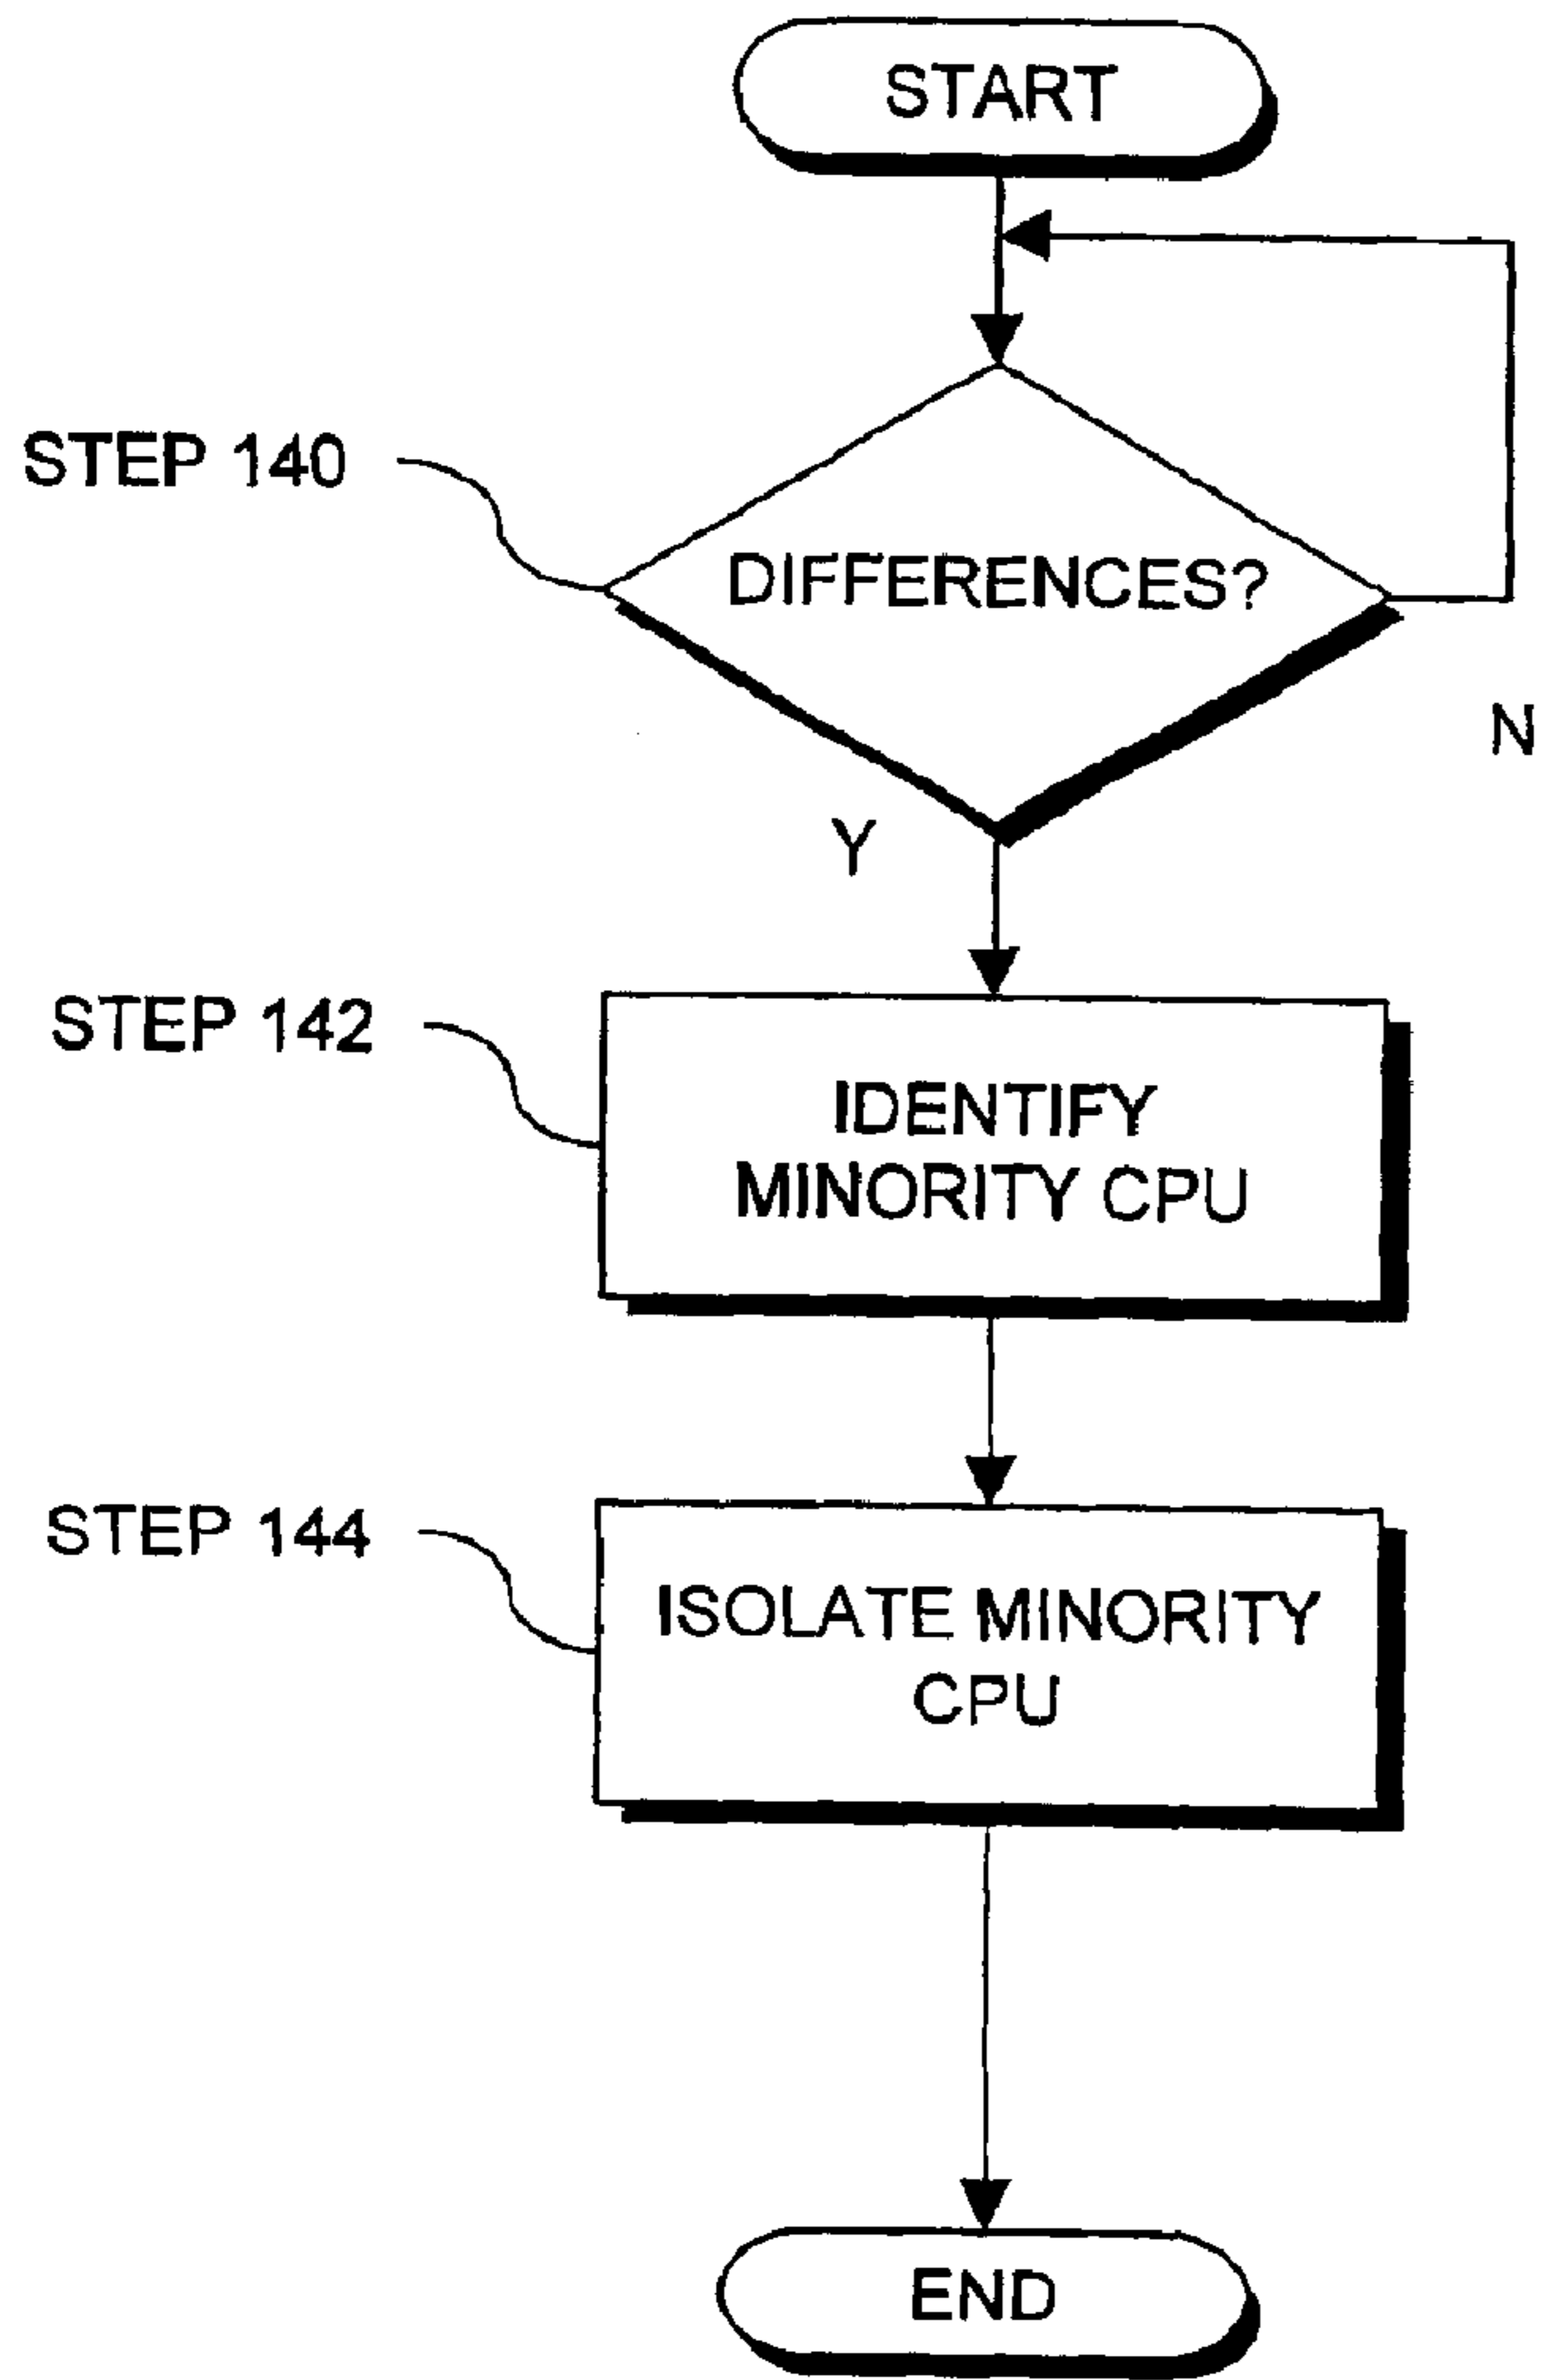 START
STEP 140
DIFFERENCES?
N
Y
STEP 142
IDENTIFY
MINORITY CPU
STEP 144
ISOLATE MINORITY
CPU
END